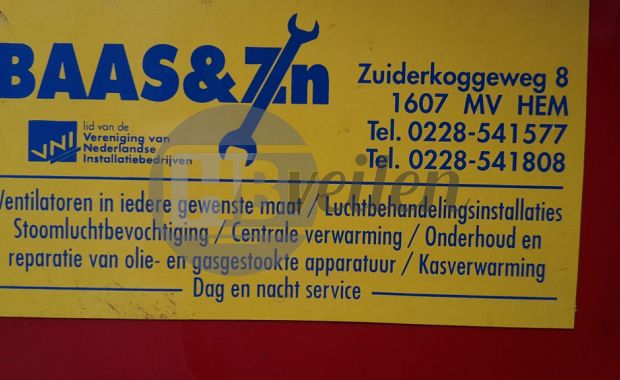 BAAS&Zn
Zuiderkoggeweg 8
1607 MV HEM
Tel. 0228-541577
Tel. 0228-541808
VNI
lid van de
Vereniging van
Nederlandse
Installatiebedrijven
Ventilatoren in iedere gewenste maat / Luchtbehandelingsinstallaties
Stoomluchtbevochtiging / Centrale verwarming / Onderhoud en
reparatie van olie- en gasgestookte apparatuur / Kasverwarming
Dag en nacht service
veilen